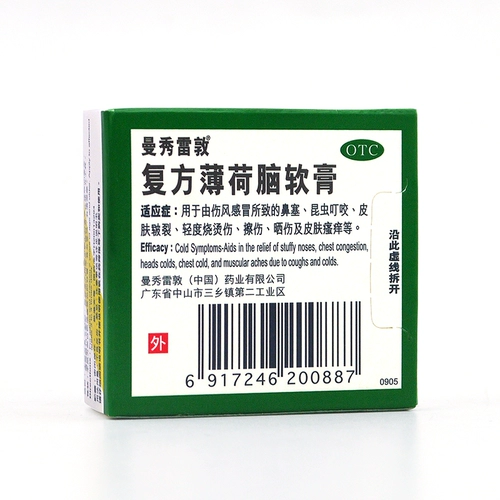 曼秀雷敦®
OTC
复方薄荷脑软膏
适应症：用于由伤风感冒所致的鼻塞、昆虫叮咬、皮
肤皲裂、轻度烧烫伤、擦伤、晒伤及皮肤瘙痒等。
Efficacy: Cold Symptoms-Aids in the relief of stuffy noses, chest congestion,
heads colds, chest cold, and muscular aches due to coughs and colds.
曼秀雷敦（中国）药业有限公司
广东省中山市三乡镇第二工业区
沿此虚线拆开
外
6 917246 200887
0905